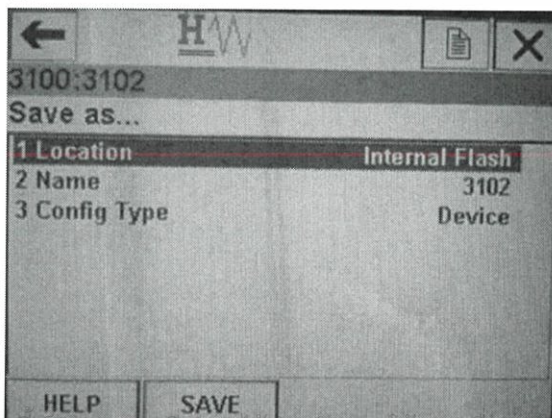 H
3100:3102
Save as...
1 Location Internal Flash
2 Name 3102
3 Config Type Device
HELP SAVE